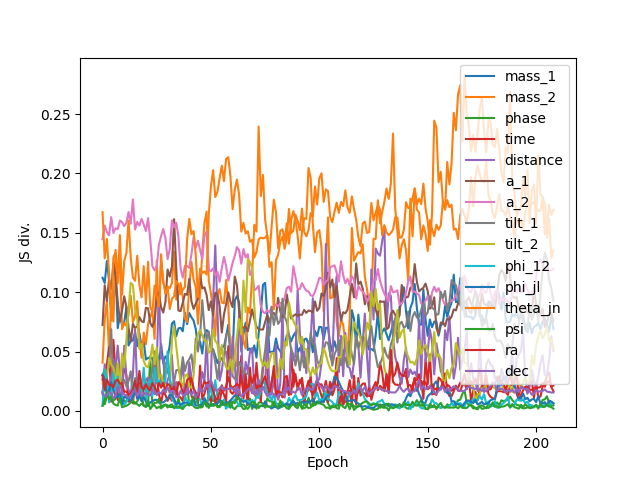 JS div.
0.25
0.20
0.15
0.10
0.05
0.00
0
50
100
150
200
Epoch
mass_1
mass_2
phase
time
distance
a_1
a_2
tilt_1
tilt_2
phi_12
phi_jl
theta_jn
psi
ra
dec